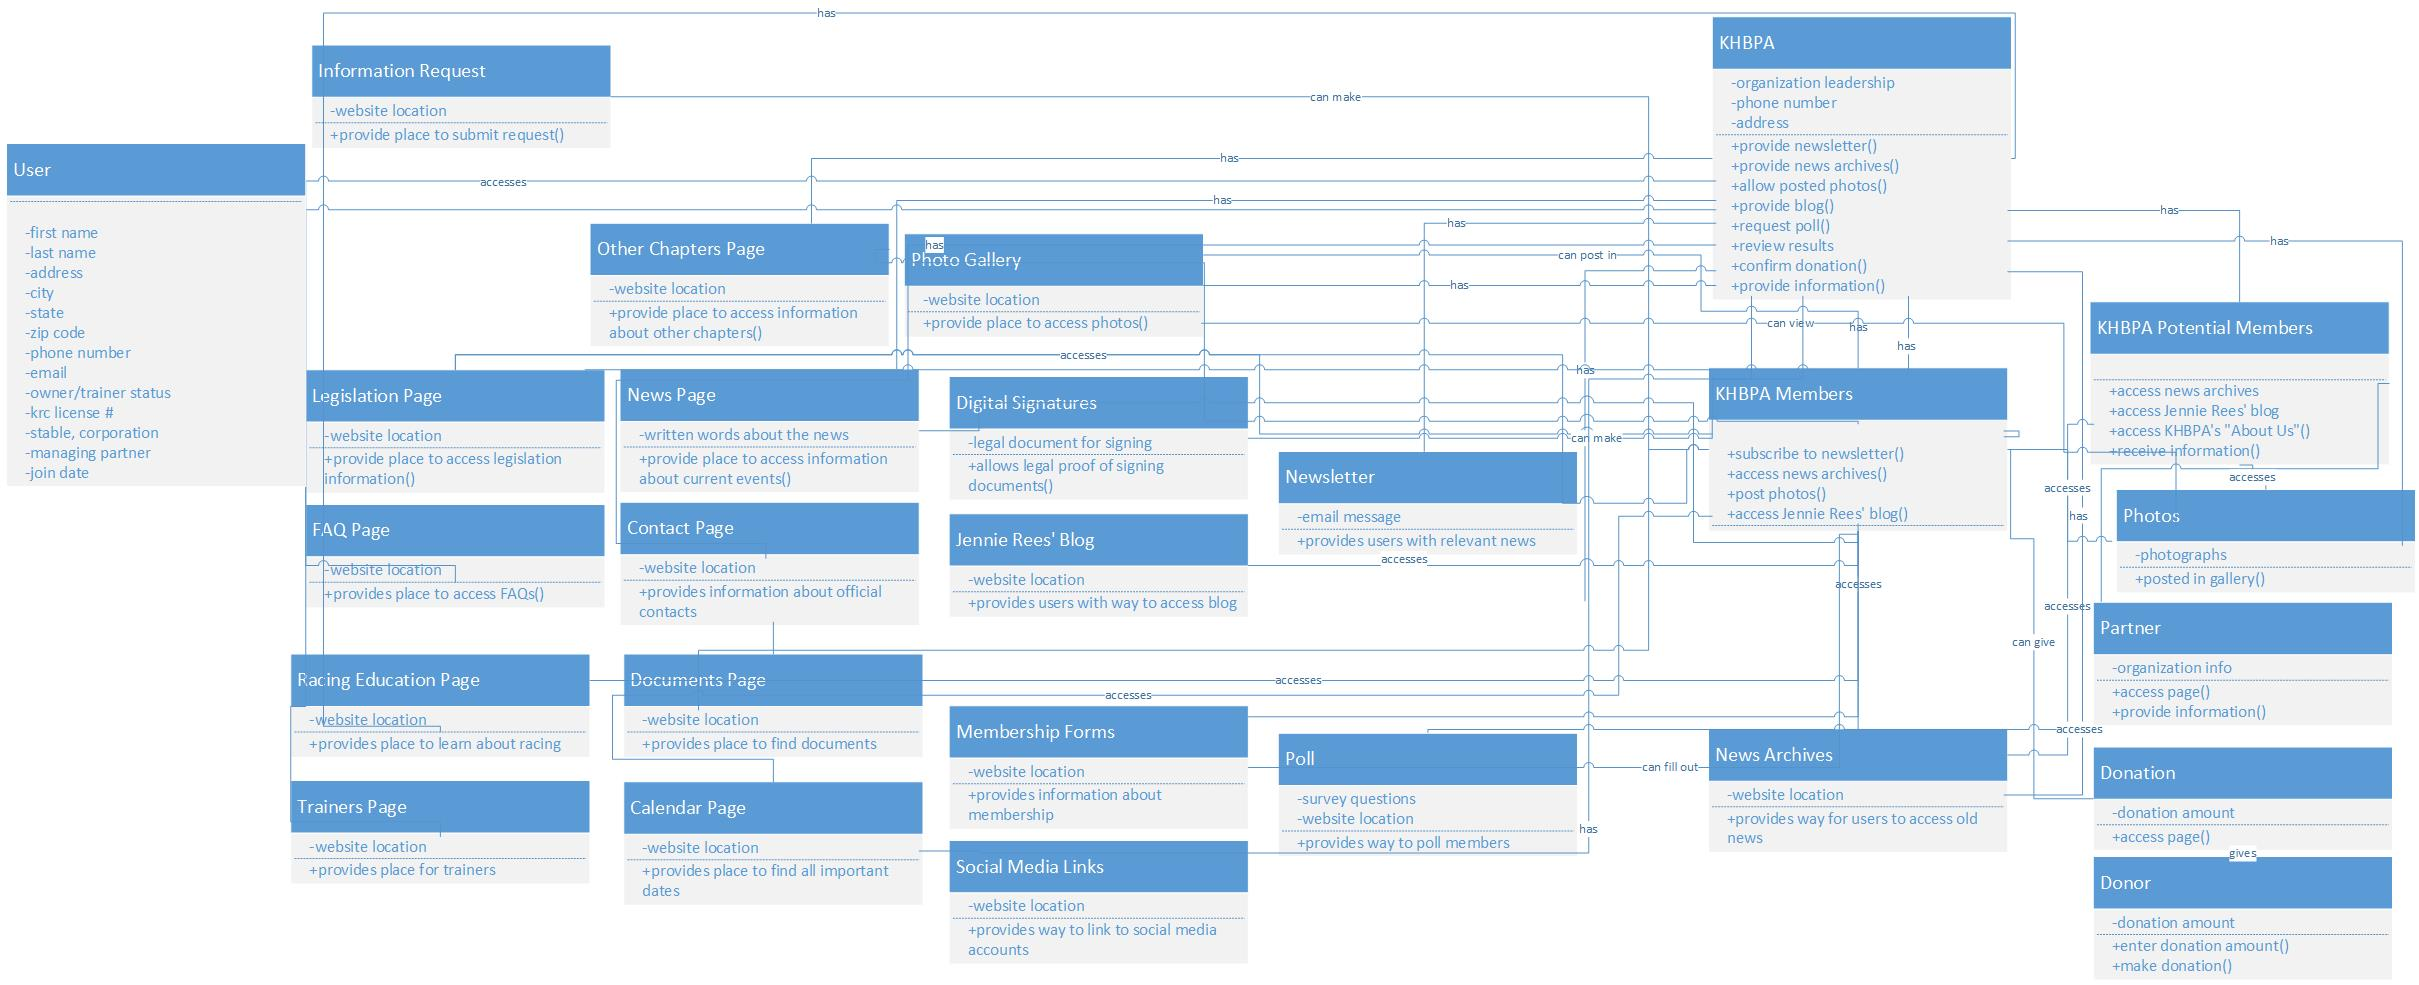 has
KHBPA
-organization leadership
-phone number
-address
+provide newsletter()
+provide news archives()
+allow posted photos()
+provide blog()
+request poll()
+review results
+confirm donation()
+provide information()
Information Request
-website location
+provide place to submit request()
can make
User
-first name
-last name
-address
-city
-state
-zip code
-phone number
-email
-owner/trainer status
-krc license #
-stable, corporation
-managing partner
-join date
accesses
has
has
has
has
has
can post in
has
can view
has
has
has
has
Other Chapters Page
-website location
+provide place to access information
about other chapters()
Photo Gallery
-website location
+provide place to access photos()
KHBPA Potential Members
+access news archives
+access Jennie Rees' blog
+access KHBPA's "About Us"()
+receive information()
accesses
Legislation Page
-website location
+provide place to access legislation
information()
News Page
-written words about the news
+provide place to access information
about current events()
Digital Signatures
-legal document for signing
+allows legal proof of signing
documents()
can make
KHBPA Members
+subscribe to newsletter()
+access news archives()
+post photos()
+access Jennie Rees' blog()
Newsletter
-email message
+provides users with relevant news
accesses
accesses
has
Photos
-photographs
+posted in gallery()
FAQ Page
-website location
+provides place to access FAQs()
Contact Page
-website location
+provides information about official
contacts
Jennie Rees' Blog
-website location
+provides users with way to access blog
accesses
accesses
accesses
can give
Partner
-organization info
+access page()
+provide information()
Racing Education Page
-website location
+provides place to learn about racing
Documents Page
-website location
+provides place to find documents
accesses
accesses
Membership Forms
-website location
+provides information about
membership
Poll
-survey questions
-website location
+provides way to poll members
can fill out
News Archives
-website location
+provides way for users to access old
news
accesses
Donation
-donation amount
+access page()
Trainers Page
-website location
+provides place for trainers
Calendar Page
-website location
+provides place to find all important
dates
has
Social Media Links
-website location
+provides way to link to social media
accounts
gives
Donor
-donation amount
+enter donation amount()
+make donation()